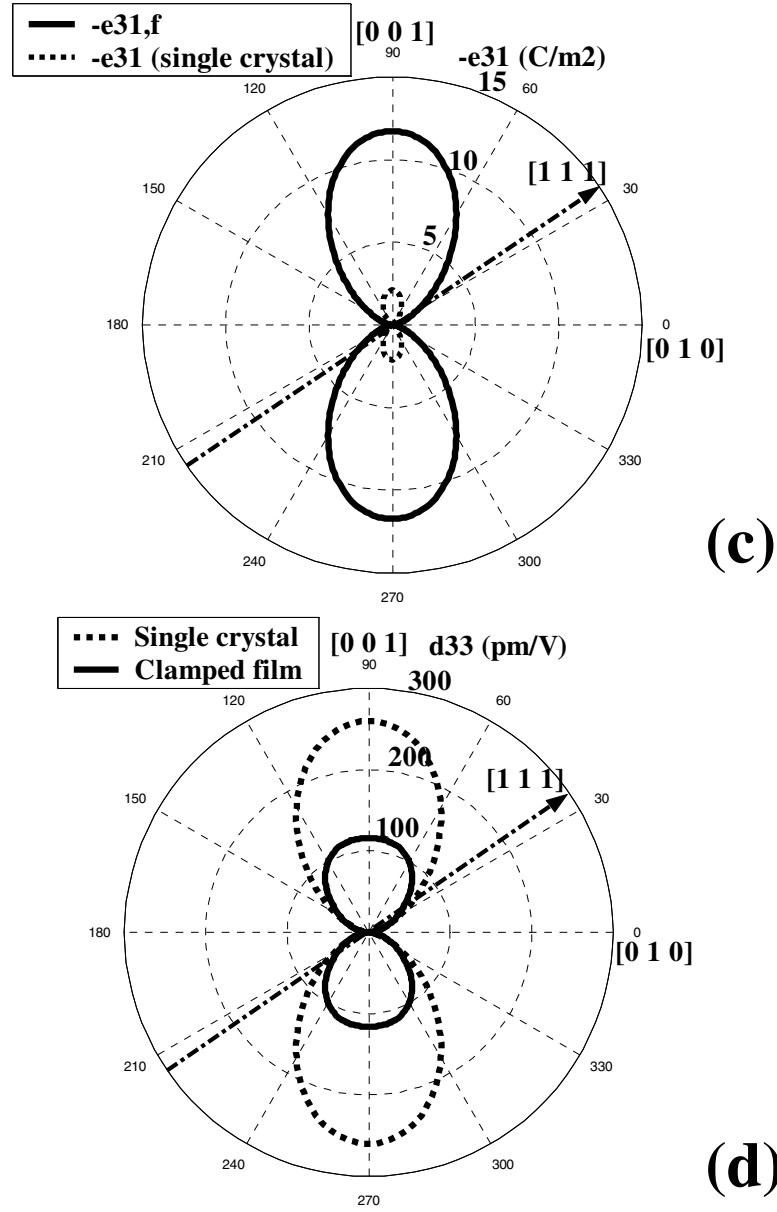 -e31,f
-e31 (single crystal)
[0 0 1]
90
-e31 (C/m2)
15
120
60
10
[1 1 1]
150
30
5
180
0
[0 1 0]
210
330
240
300
270
(c)
Single crystal
Clamped film
[0 0 1]
90
d33 (pm/V)
300
120
60
200
[1 1 1]
150
30
100
180
0
[0 1 0]
210
330
240
300
270
(d)